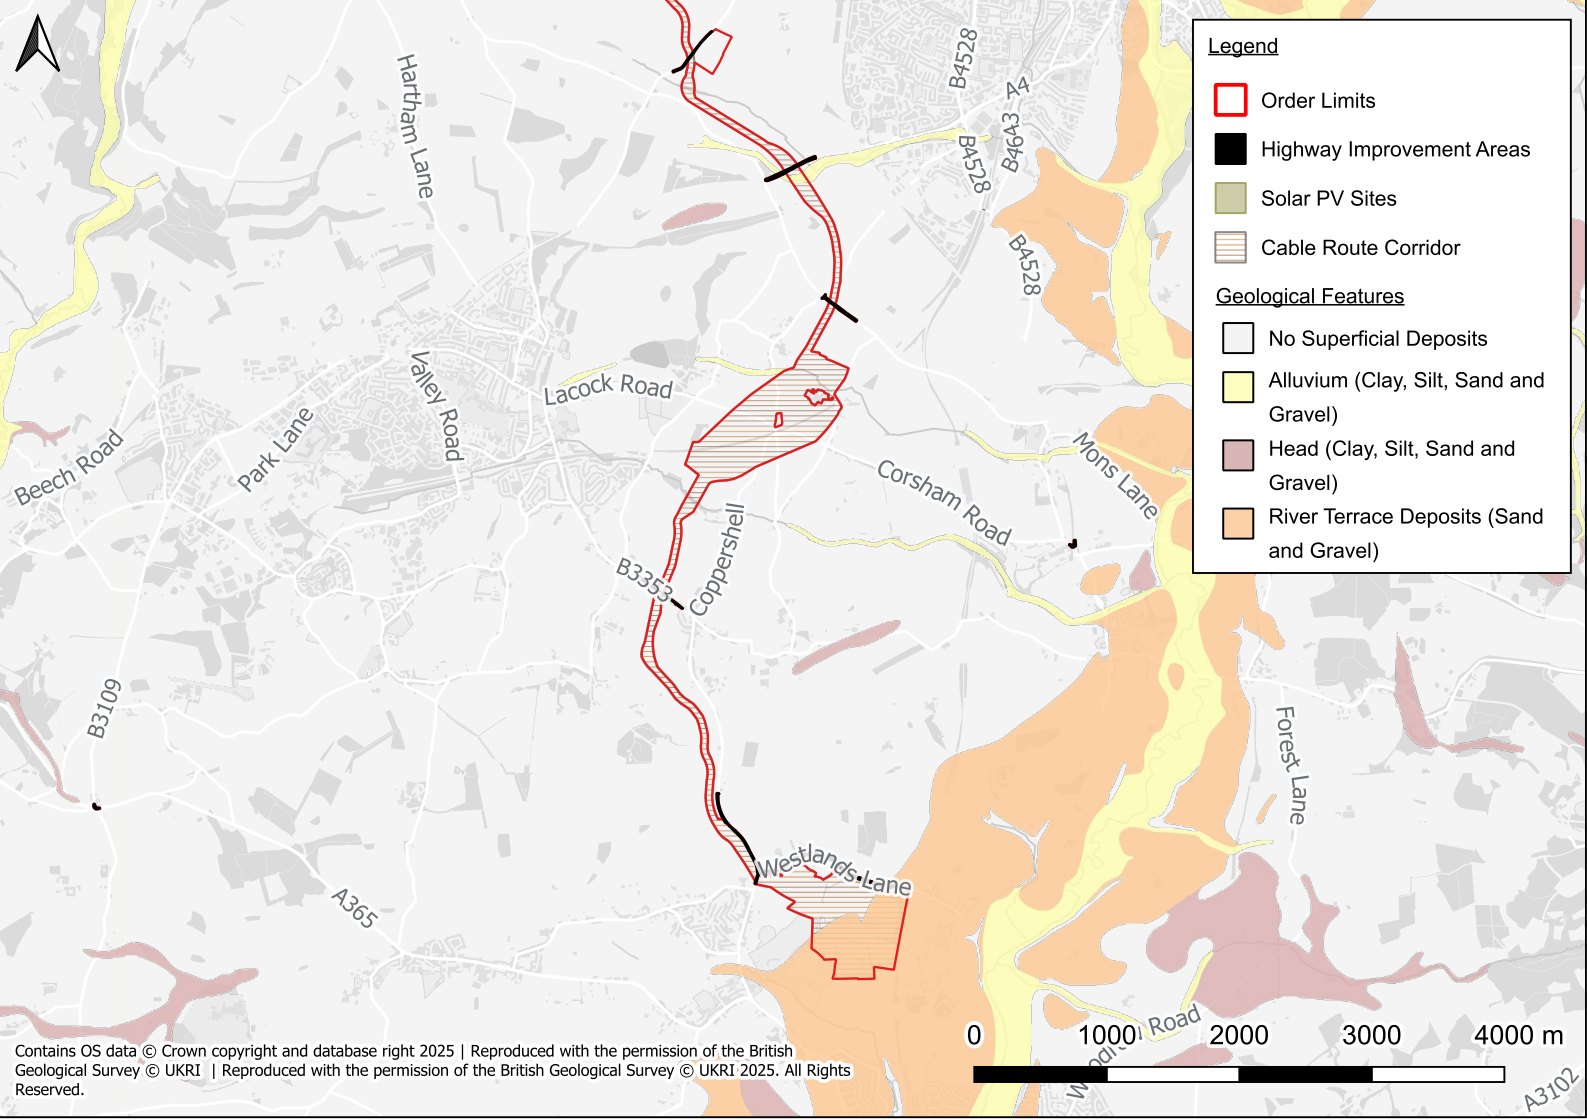 B4528
A4
Hartham Lane
B4643
B4528
B4528
Legend
Order Limits
Highway Improvement Areas
Solar PV Sites
Cable Route Corridor
Geological Features
No Superficial Deposits
Alluvium (Clay, Silt, Sand and
Gravel)
Head (Clay, Silt, Sand and
Gravel)
River Terrace Deposits (Sand
and Gravel)
Valley Road
Lacock Road
Park Lane
Beech Road
Mons Lane
Corsham Road
Coppershell
B3353
B3109
Forest Lane
Westlands Lane
A365
Road
A3102
0 1000 2000 3000 4000 m
Contains OS data © Crown copyright and database right 2025 | Reproduced with the permission of the British
Geological Survey © UKRI | Reproduced with the permission of the British Geological Survey © UKRI 2025. All Rights
Reserved.